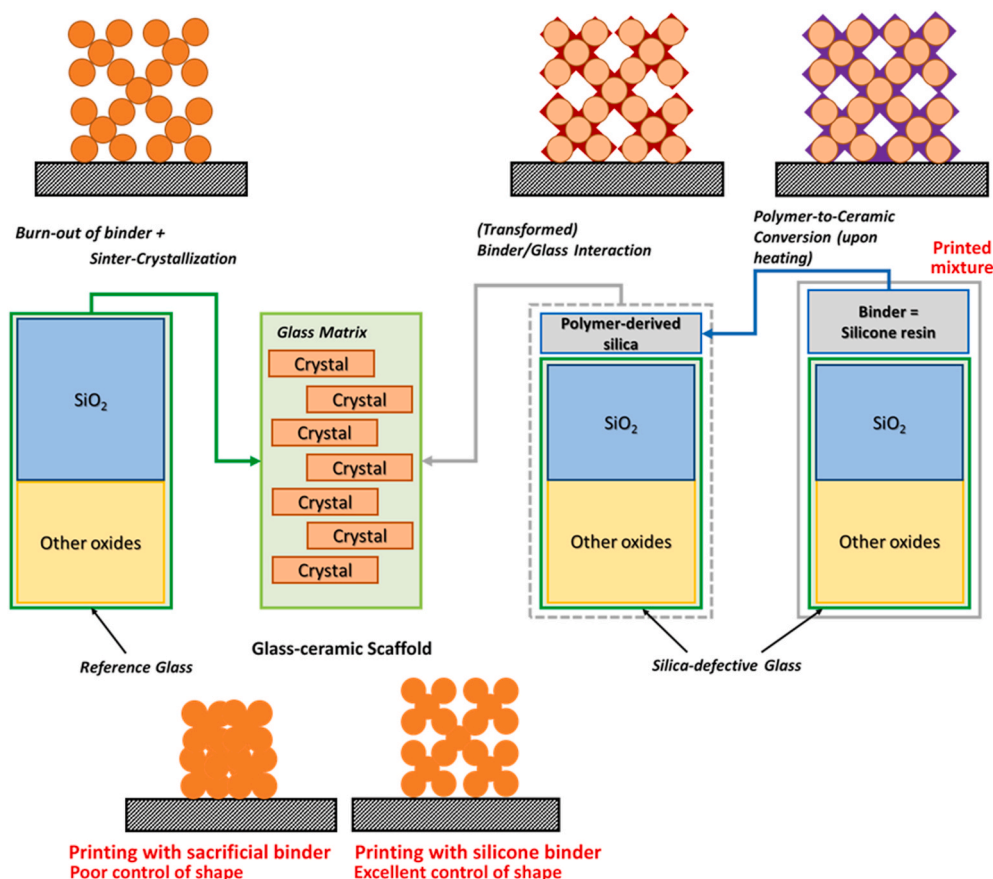 Burn-out of binder +
Sinter-Crystallization
(Transformed)
Binder/Glass Interaction
Polymer-to-Ceramic
Conversion (upon
heating)
Printed
mixture
SiO2
Other oxides
Reference Glass
Glass Matrix
Crystal
Crystal
Crystal
Crystal
Crystal
Crystal
Crystal
Glass-ceramic Scaffold
Polymer-derived
silica
SiO2
Other oxides
Binder =
Silicone resin
SiO2
Other oxides
Silica-defective Glass
Printing with sacrificial binder
Poor control of shape
Printing with silicone binder
Excellent control of shape